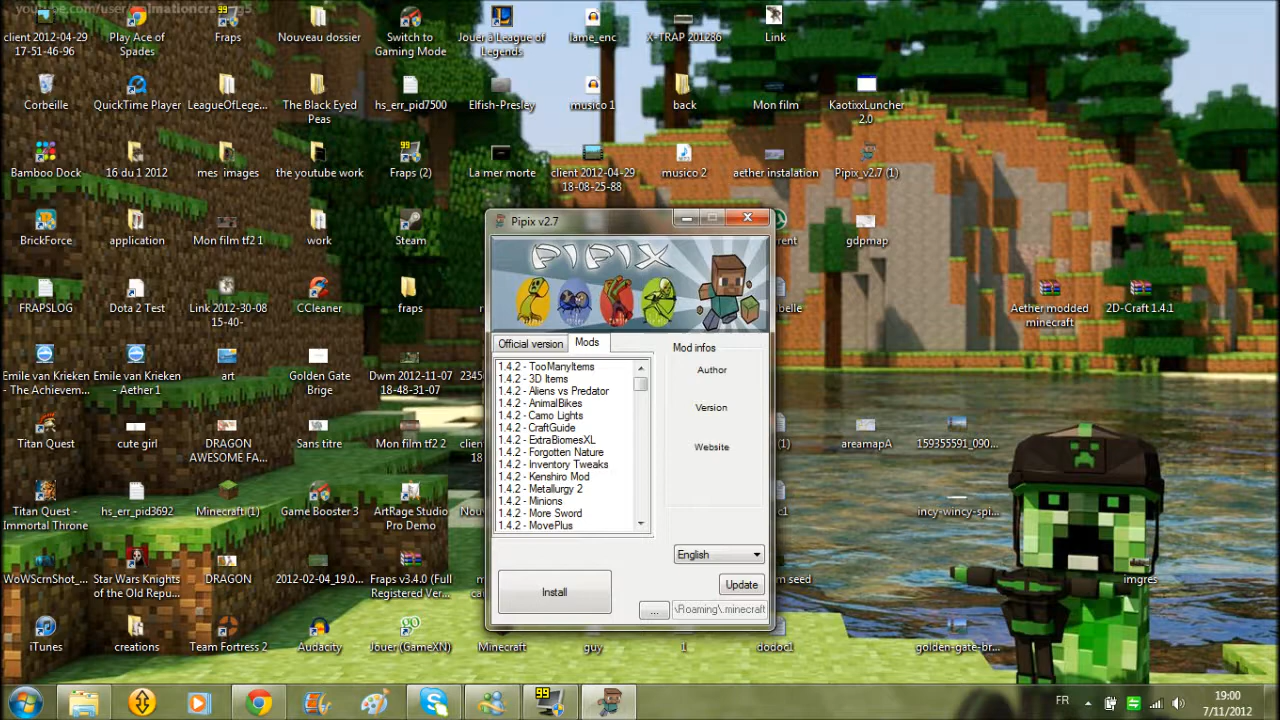 client 2012-04-29
17-51-46-96
Play Ace of
Spades
Fraps
Nouveau dossier
Switch to
Gaming Mode
Jouer à League of
Legends
lame_enc
X-TRAP 201286
Link
Corbeille
QuickTime Player
LeagueOfLege...
The Black Eyed
Peas
hs_err_pid7500
Elfish-Presley
musico 1
back
Mon film
KaotixxLuncher
2.0
Bamboo Dock
16 du 1 2012
mes images
the youtube work
Fraps (2)
La mer morte
client 2012-04-29
18-08-25-88
musico 2
aether instalation
Pipix_v2.7 (1)
BrickForce
application
Mon film tf2 1
work
Steam
gdpmap
FRAPSLOG
Dota 2 Test
Link 2012-30-08
15-40-
CCleaner
fraps
Aether modded
minecraft
2D-Craft 1.4.1
Emile van Krieken
- The Achievem...
Emile van Krieken
- Aether 1
art
Golden Gate
Brige
Dwm 2012-11-07
18-48-31-07
Titan Quest
cute girl
DRAGON
AWESOME FA...
Sans titre
Mon film tf2 2
areamapA
159355591_090...
Titan Quest -
Immortal Throne
hs_err_pid3692
Minecraft (1)
Game Booster 3
ArtRage Studio
Pro Demo
incy-wincy-spi...
WoWScrnShot_...
Star Wars Knights
of the Old Repu...
DRAGON
2012-02-04_19.0...
Fraps v3.4.0 (Full
Registered Ver...
imgres
iTunes
creations
Team Fortress 2
Audacity
Jouer (GameXN)
Minecraft
guy
1
dodoc1
golden-gate-br...
Pipix v2.7
PIPIX
Official version
Mods
1.4.2 - TooManyItems
1.4.2 - 3D Items
1.4.2 - Aliens vs Predator
1.4.2 - AnimalBikes
1.4.2 - Camo Lights
1.4.2 - CraftGuide
1.4.2 - ExtraBiomesXL
1.4.2 - Forgotten Nature
1.4.2 - Inventory Tweaks
1.4.2 - Kenshiro Mod
1.4.2 - Metallurgy 2
1.4.2 - Minions
1.4.2 - More Sword
1.4.2 - MovePlus
Mod infos
Author
Version
Website
English
Update
Install
...
\Roaming\.minecraft
99
FR
19:00
7/11/2012